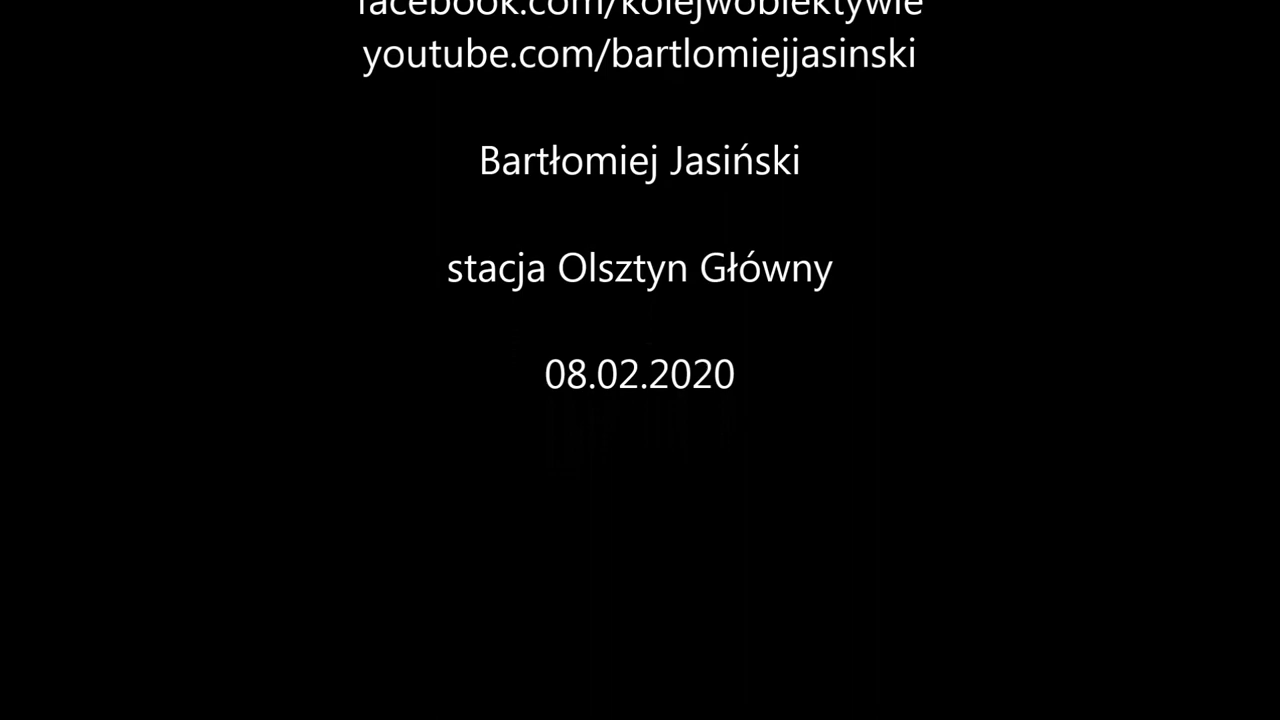 facebook.com/kolejwobiektywie
youtube.com/bartlomiejjasinski
Bartłomiej Jasiński
stacja Olsztyn Główny
08.02.2020